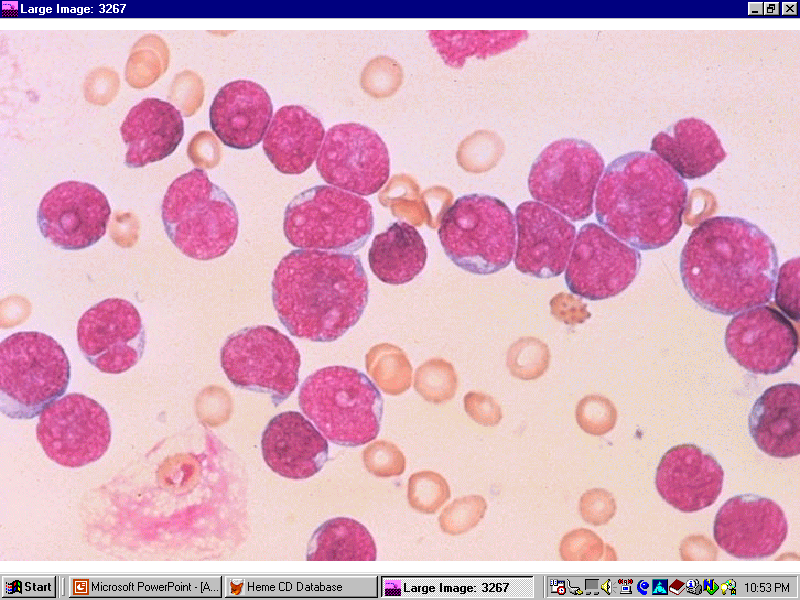 Large Image: 3267
Start
Microsoft PowerPoint - [A...
Heme CD Database
Large Image: 3267
10:53 PM